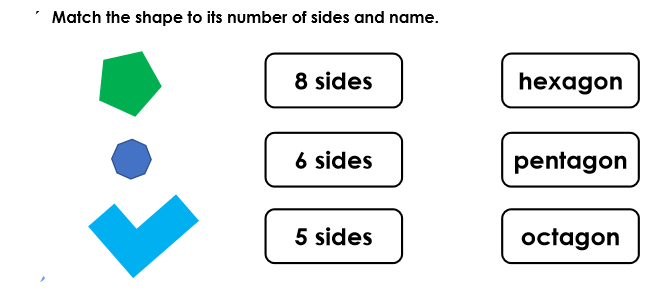 Match the shape to its number of sides and name.
8 sides
hexagon
6 sides
pentagon
5 sides
octagon